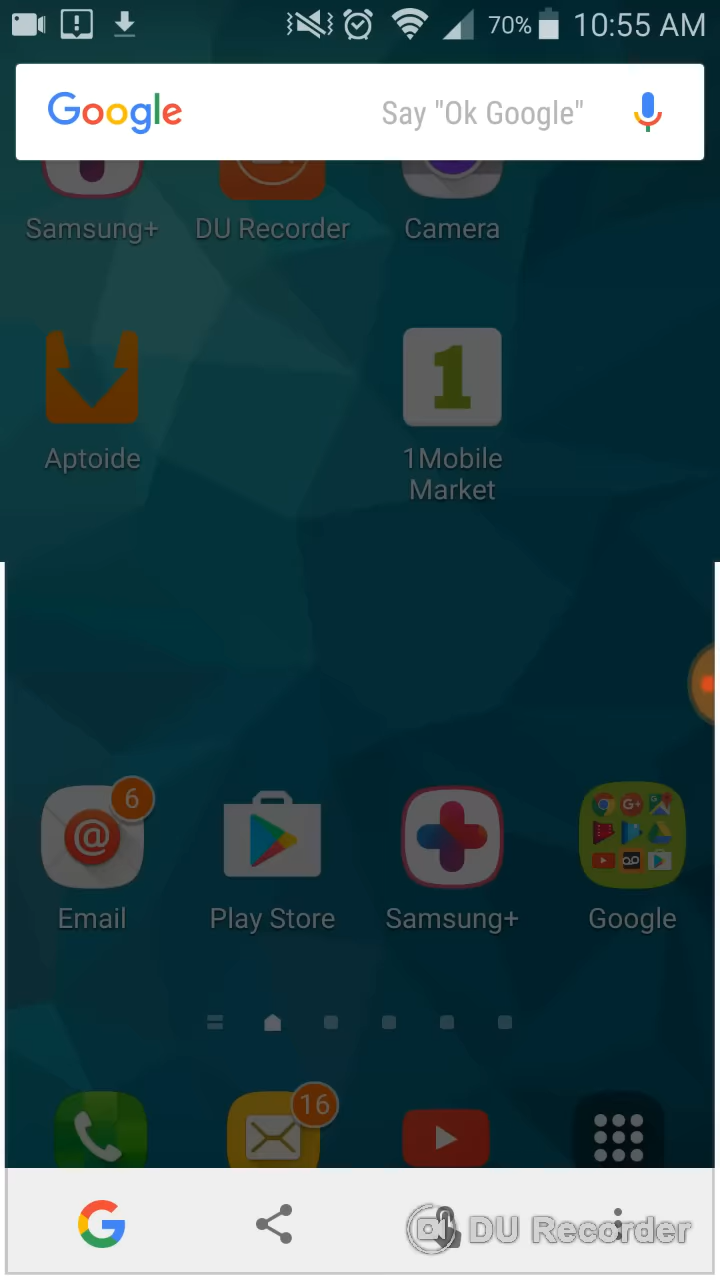 70% 10:55 AM
Google Say "Ok Google"
Samsung+ DU Recorder Camera
1
Aptoide 1Mobile
Market
6
@
Email Play Store Samsung+ Google
16
G DU Recorder